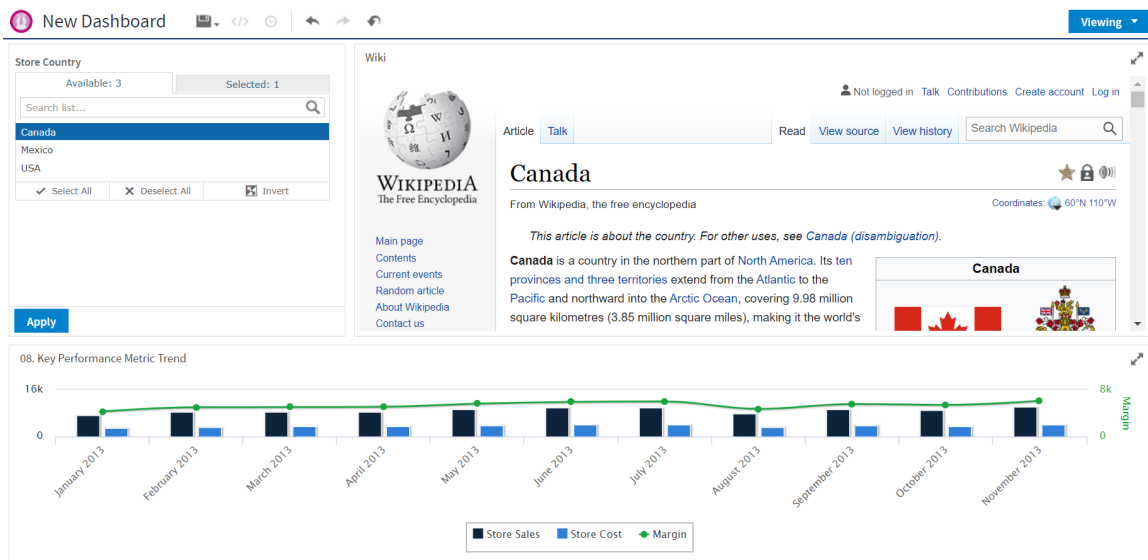 New Dashboard
Viewing
Store Country
Available: 3
Selected: 1
Search list...
Canada
Mexico
USA
Select All
Deselect All
Invert
Apply
Wiki
WIKIPEDIA
The Free Encyclopedia
Main page
Contents
Current events
Random article
About Wikipedia
Contact us
Not logged in Talk Contributions Create account Log in
Article Talk Read View source View history Search Wikipedia
Canada
From Wikipedia, the free encyclopedia
Coordinates: 60°N 110°W
This article is about the country. For other uses, see Canada (disambiguation).
Canada is a country in the northern part of North America. Its ten
provinces and three territories extend from the Atlantic to the
Pacific and northward into the Arctic Ocean, covering 9.98 million
square kilometres (3.85 million square miles), making it the world's
Canada
08. Key Performance Metric Trend
16k
0
8k
0
Margin
January 2013
February 2013
March 2013
April 2013
May 2013
June 2013
July 2013
August 2013
September 2013
October 2013
November 2013
Store Sales Store Cost Margin